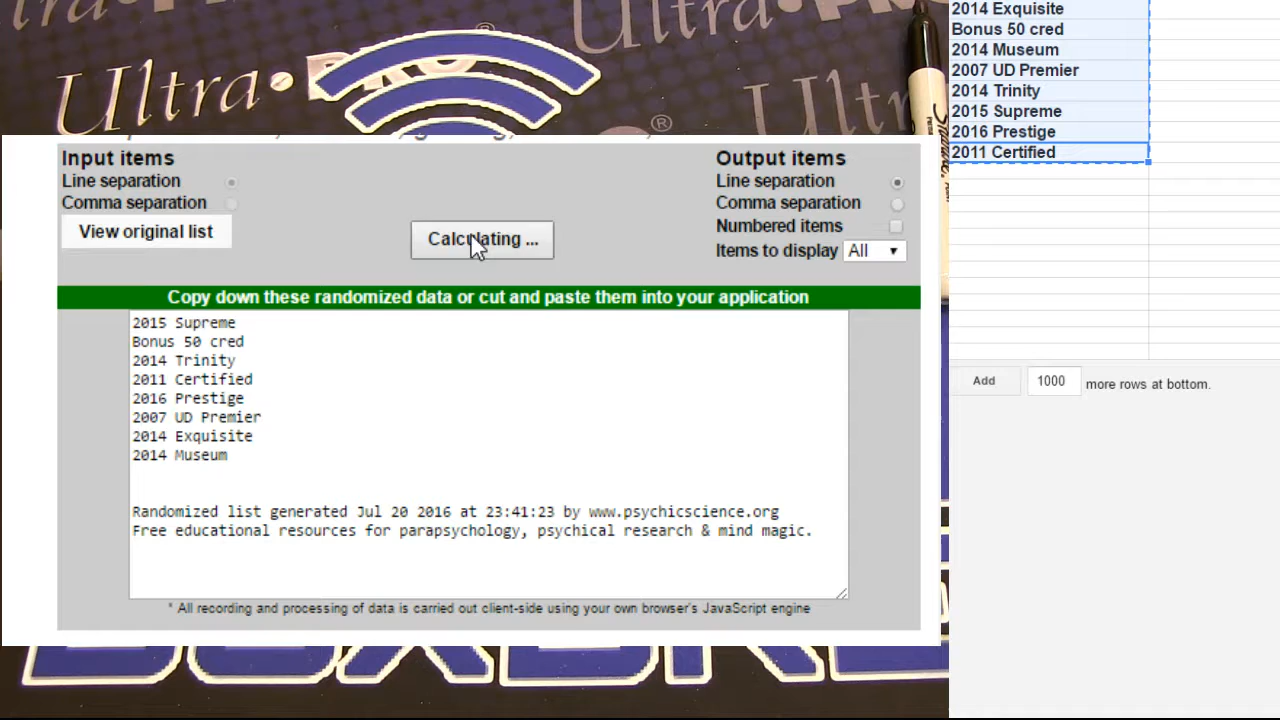 Ultra
Ultra•PRO®
Ultra•PRO
Ultra
®
Input items
Line separation
Comma separation
View original list
Calculating ...
Output items
Line separation
Comma separation
Numbered items
Items to display All
Copy down these randomized data or cut and paste them into your application
2015 Supreme
Bonus 50 cred
2014 Trinity
2011 Certified
2016 Prestige
2007 UD Premier
2014 Exquisite
2014 Museum
Randomized list generated Jul 20 2016 at 23:41:23 by www.psychicscience.org
Free educational resources for parapsychology, psychical research & mind magic.
* All recording and processing of data is carried out client-side using your own browser's JavaScript engine
2014 Exquisite
Bonus 50 cred
2014 Museum
2007 UD Premier
2014 Trinity
2015 Supreme
2016 Prestige
2011 Certified
Add 1000 more rows at bottom.